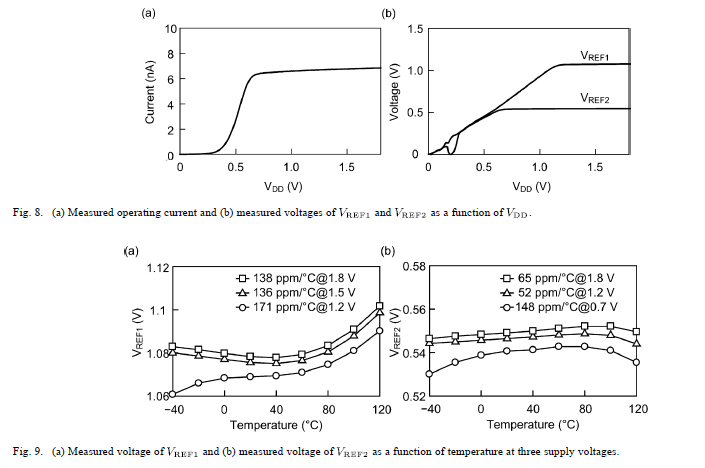 (a)
10
8
6
4
2
0
Current (nA)
0 0.5 1.0 1.5
VDD (V)
(b)
1.5
1.0
0.5
0
Voltage (V)
VREF1
VREF2
0 0.5 1.0 1.5
VDD (V)
Fig. 8. (a) Measured operating current and (b) measured voltages of VREF1 and VREF2 as a function of VDD.
(a)
1.12
1.1
1.08
1.06
VREF1 (V)
138 ppm/°C@1.8 V
136 ppm/°C@1.5 V
171 ppm/°C@1.2 V
−40 0 40 80 120
Temperature (°C)
(b)
0.58
0.56
0.54
0.52
VREF2 (V)
65 ppm/°C@1.8 V
52 ppm/°C@1.2 V
148 ppm/°C@0.7 V
−40 0 40 80 120
Temperature (°C)
Fig. 9. (a) Measured voltage of VREF1 and (b) measured voltage of VREF2 as a function of temperature at three supply voltages.